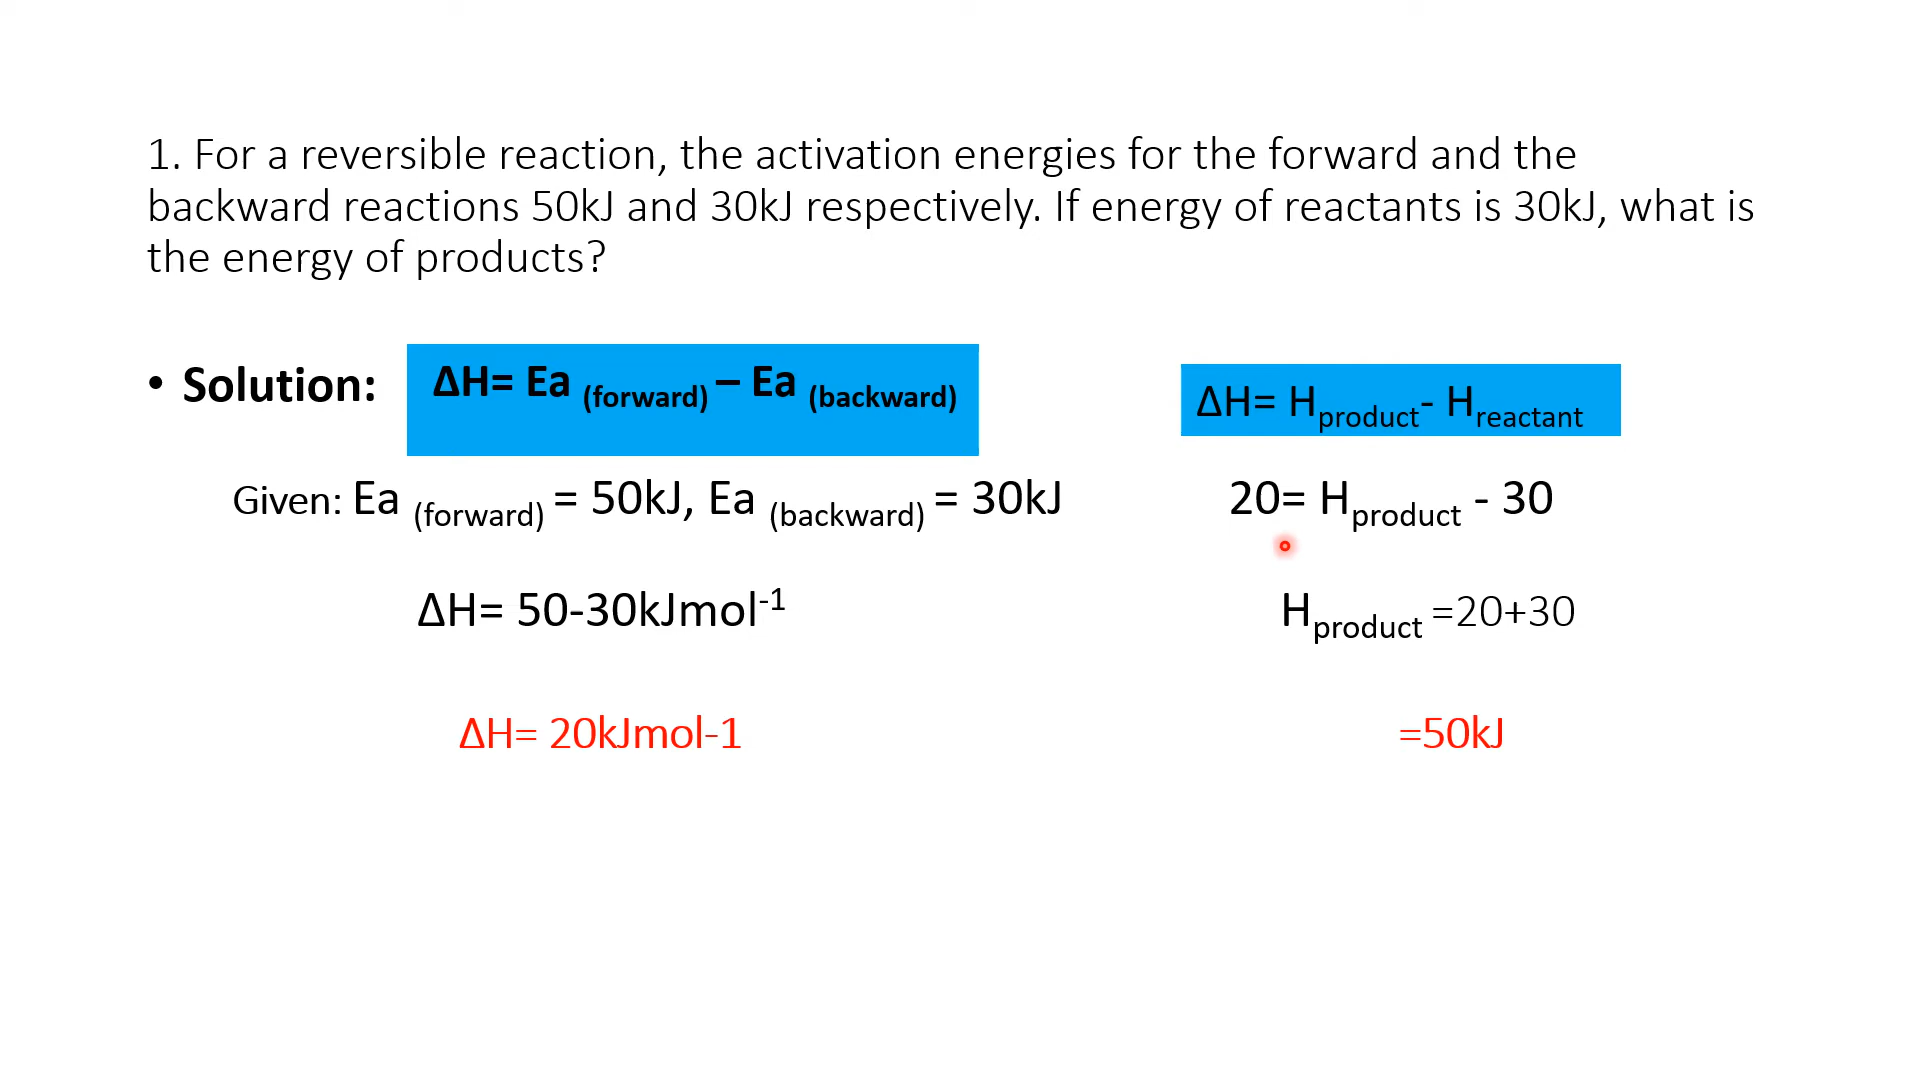 1. For a reversible reaction, the activation energies for the forward and the
backward reactions 50kJ and 30kJ respectively. If energy of reactants is 30kJ, what is
the energy of products?
• Solution:
ΔH= Ea (forward) – Ea (backward)
ΔH= Hproduct- Hreactant
Given: Ea (forward) = 50kJ, Ea (backward) = 30kJ
20= Hproduct - 30
ΔH= 50-30kJmol-1
Hproduct =20+30
ΔH= 20kJmol-1
=50kJ